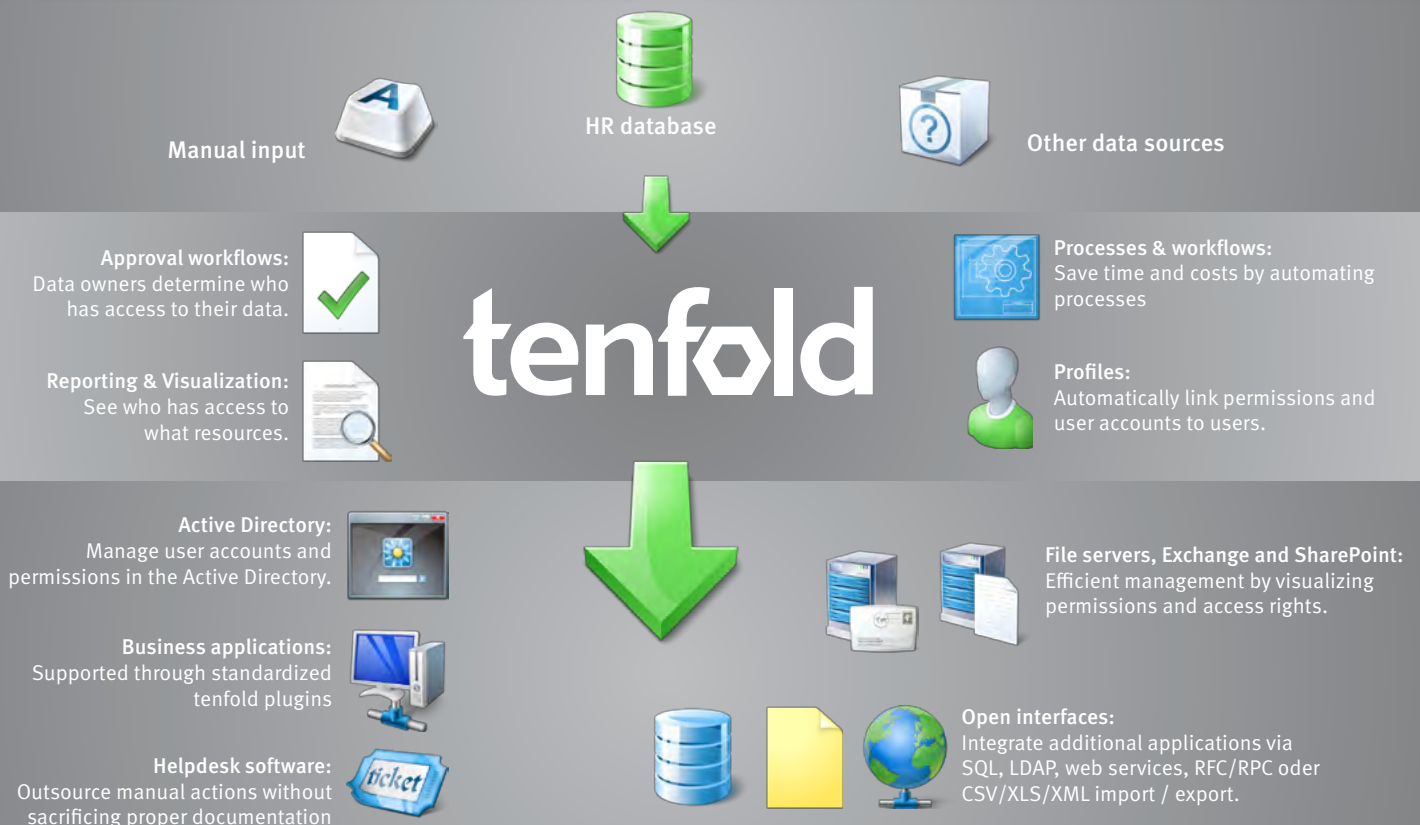 HR database
Manual input
Other data sources
Approval workflows:
Data owners determine who
has access to their data.
Reporting & Visualization:
See who has access to
what resources.
tenfold
Processes & workflows:
Save time and costs by automating
processes
Profiles:
Automatically link permissions and
user accounts to users.
Active Directory:
Manage user accounts and
permissions in the Active Directory.
Business applications:
Supported through standardized
tenfold plugins
Helpdesk software:
Outsource manual actions without
sacrificing proper documentation
ticket
File servers, Exchange and SharePoint:
Efficient management by visualizing
permissions and access rights.
Open interfaces:
Integrate additional applications via
SQL, LDAP, web services, RFC/RPC oder
CSV/XLS/XML import / export.
A
?